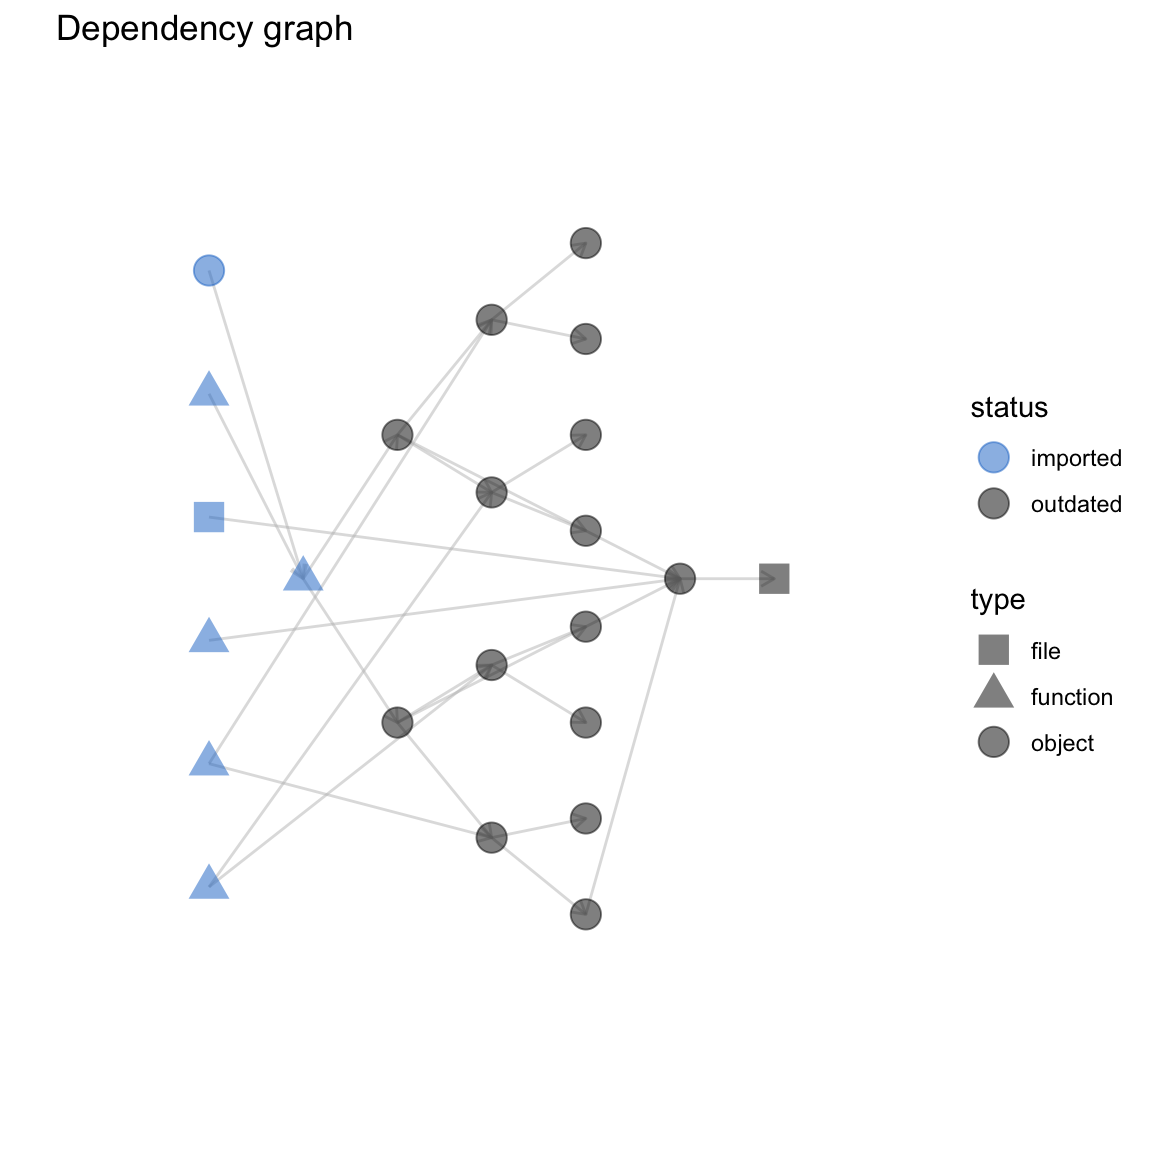 Dependency graph
status
imported
outdated
type
file
function
object